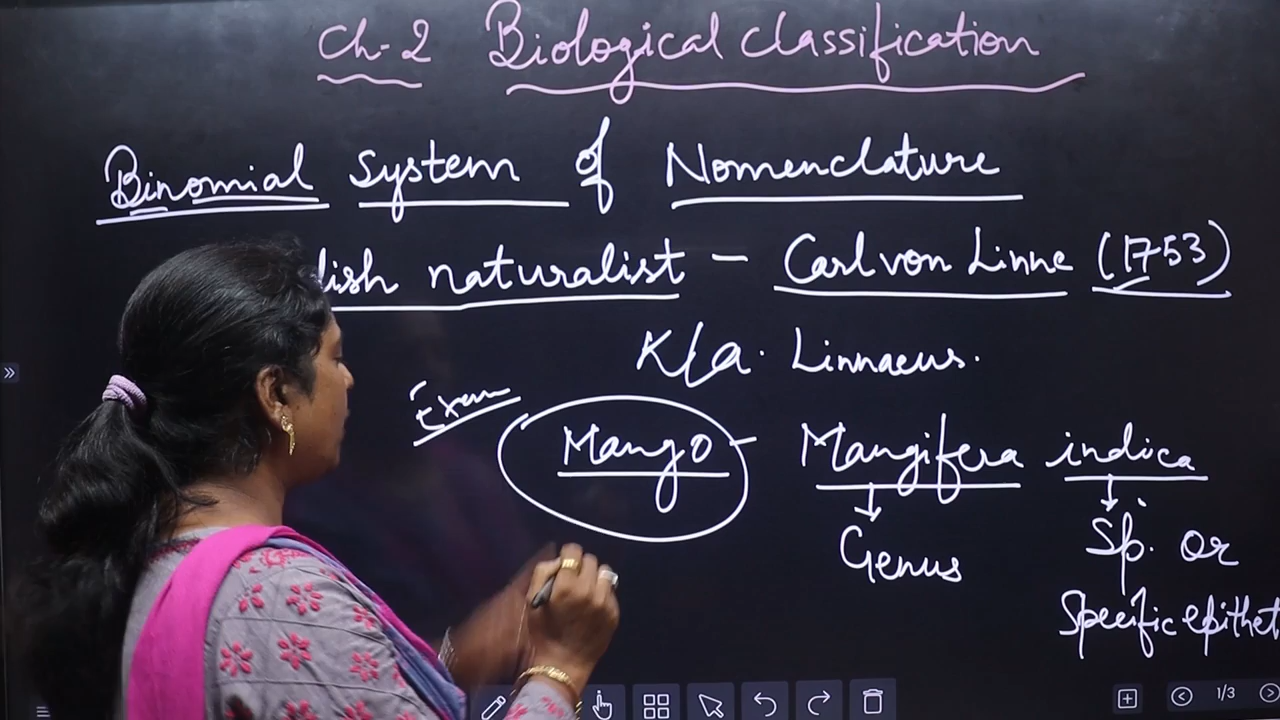 Ch-2 Biological classification
Binomial System of Nomenclature
lish naturalist - Carl von Linne (1753)
K/a. Linnaeus.
Exam
Mango - Mangifera indica
Genus
Sp. or
Specific epithet
1/3